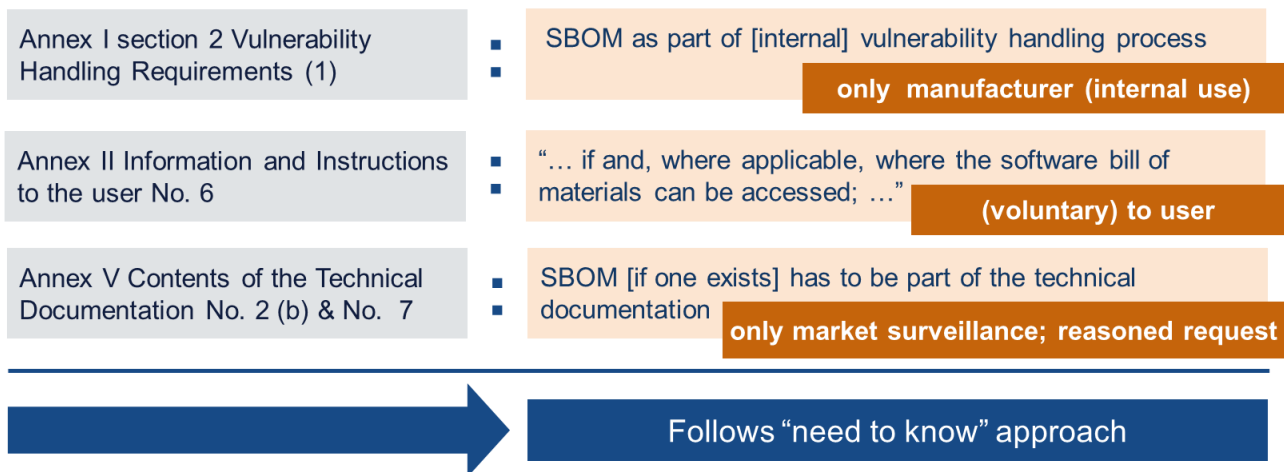 Annex I section 2 Vulnerability
Handling Requirements (1)
SBOM as part of [internal] vulnerability handling process
only manufacturer (internal use)
Annex II Information and Instructions
to the user No. 6
“… if and, where applicable, where the software bill of
materials can be accessed; …”
(voluntary) to user
Annex V Contents of the Technical
Documentation No. 2 (b) & No. 7
SBOM [if one exists] has to be part of the technical
documentation
only market surveillance; reasoned request
Follows “need to know” approach